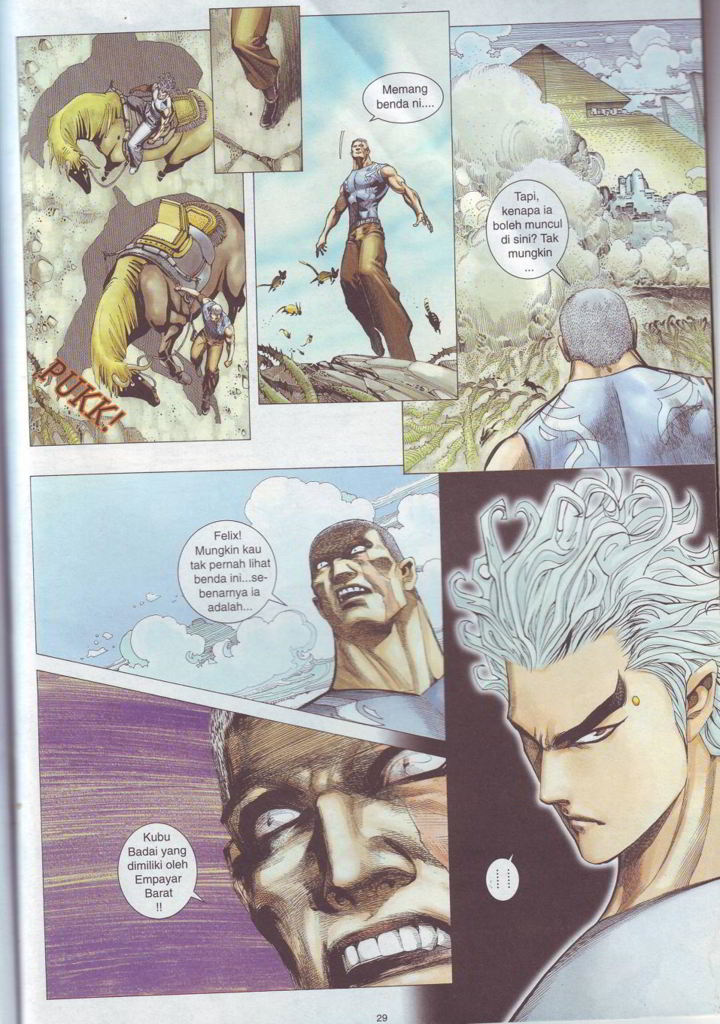 PUKK!
Memang
benda ni....
Tapi,
kenapa ia
boleh muncul
di sini? Tak
mungkin
...
Felix!
Mungkin kau
tak pernah lihat
benda ini...se-
benarnya ia
adalah...
......
Kubu
Badai yang
dimiliki oleh
Empayar
Barat
!!
29